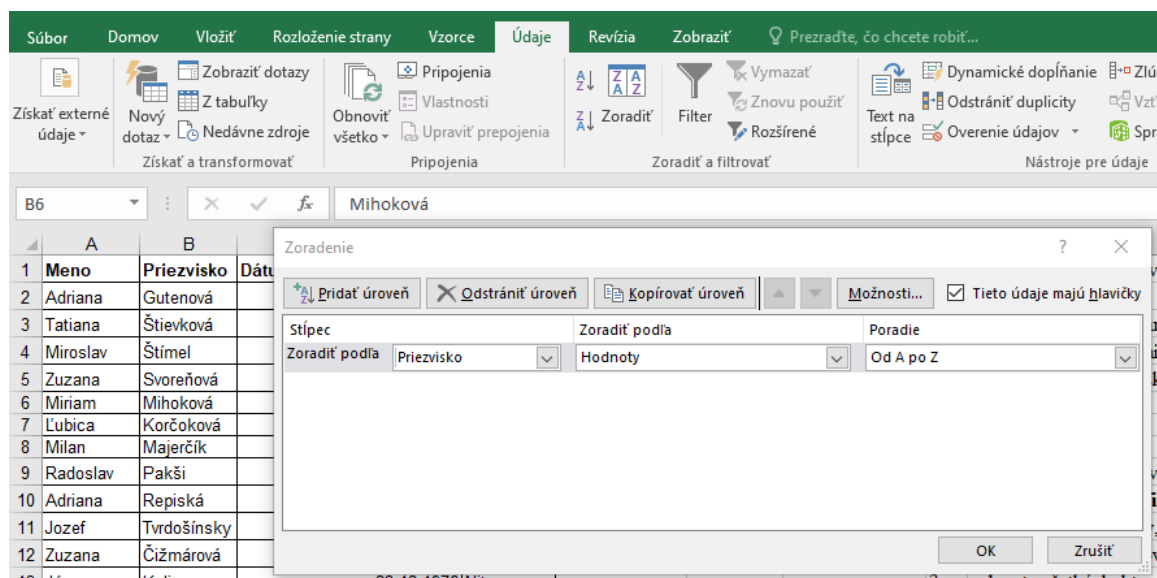 Súbor Domov Vložiť Rozloženie strany Vzorce Údaje Revízia Zobraziť Prezraďte, čo chcete robiť...
Získať externé údaje
Nový dotaz
Zobraziť dotazy
Z tabuľky
Nedávne zdroje
Získať a transformovať
Obnoviť všetko
Pripojenia
Vlastnosti
Upraviť prepojenia
Pripojenia
Zoradiť
Filter
Vymazať
Znovu použiť
Rozšírené
Zoradiť a filtrovať
Text na stĺpce
Dynamické dopĺňanie
Odstrániť duplicity
Overenie údajov
Nástroje pre údaje
B6 fx Mihoková
A B
1 Meno Priezvisko
2 Adriana Gutenová
3 Tatiana Štievková
4 Miroslav Štímel
5 Zuzana Svoreňová
6 Miriam Mihoková
7 Ľubica Korčoková
8 Milan Majerčík
9 Radoslav Pakši
10 Adriana Repiská
11 Jozef Tvrdošínsky
12 Zuzana Čižmárová
Zoradenie ?
Pridať úroveň Odstrániť úroveň Kopírovať úroveň Možnosti... Tieto údaje majú hlavičky
Stĺpec Zoradiť podľa Poradie
Zoradiť podľa Priezvisko Hodnoty Od A po Z
OK Zrušiť